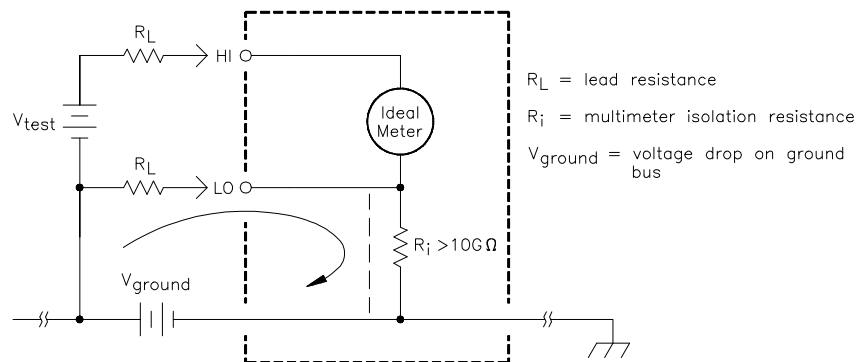 R_L
HI
V_test
Ideal
Meter
R_L
LO
R_i >10GΩ
V_ground
R_L = lead resistance
R_i = multimeter isolation resistance
V_ground = voltage drop on ground
bus